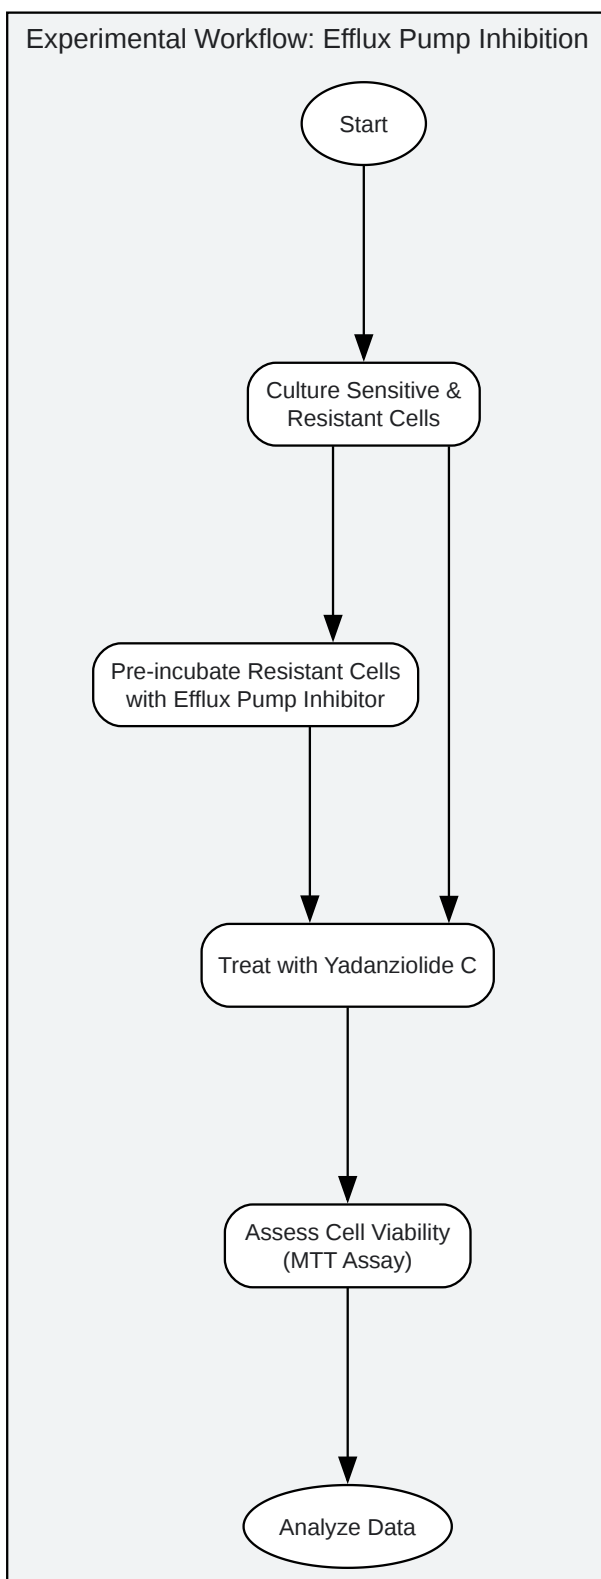 Experimental Workflow: Efflux Pump Inhibition
Start
Culture Sensitive &
Resistant Cells
Pre-incubate Resistant Cells
with Efflux Pump Inhibitor
Treat with Yadanziolide C
Assess Cell Viability
(MTT Assay)
Analyze Data